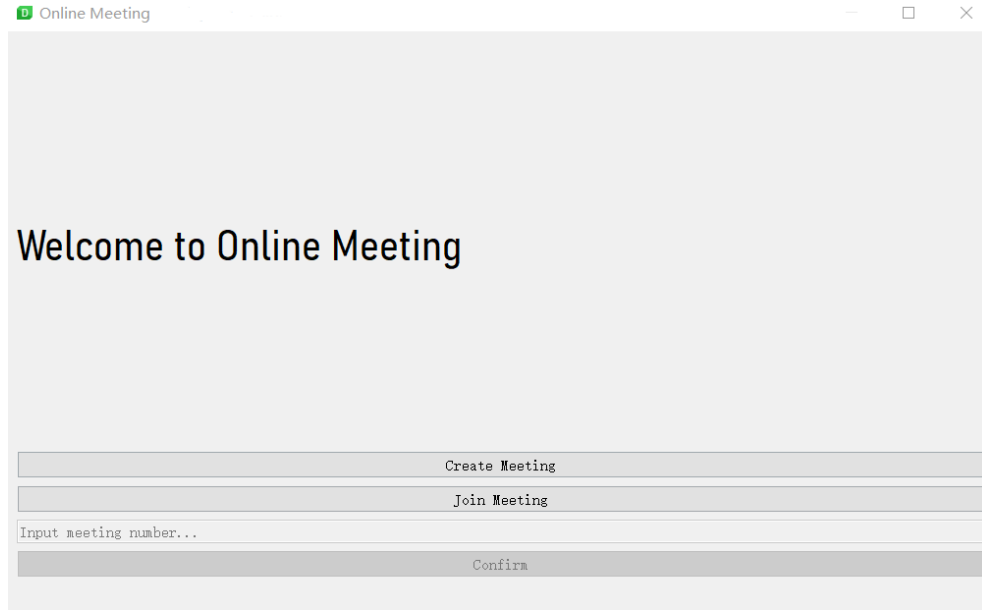 D Online Meeting
Welcome to Online Meeting
Create Meeting
Join Meeting
Input meeting number...
Confirm